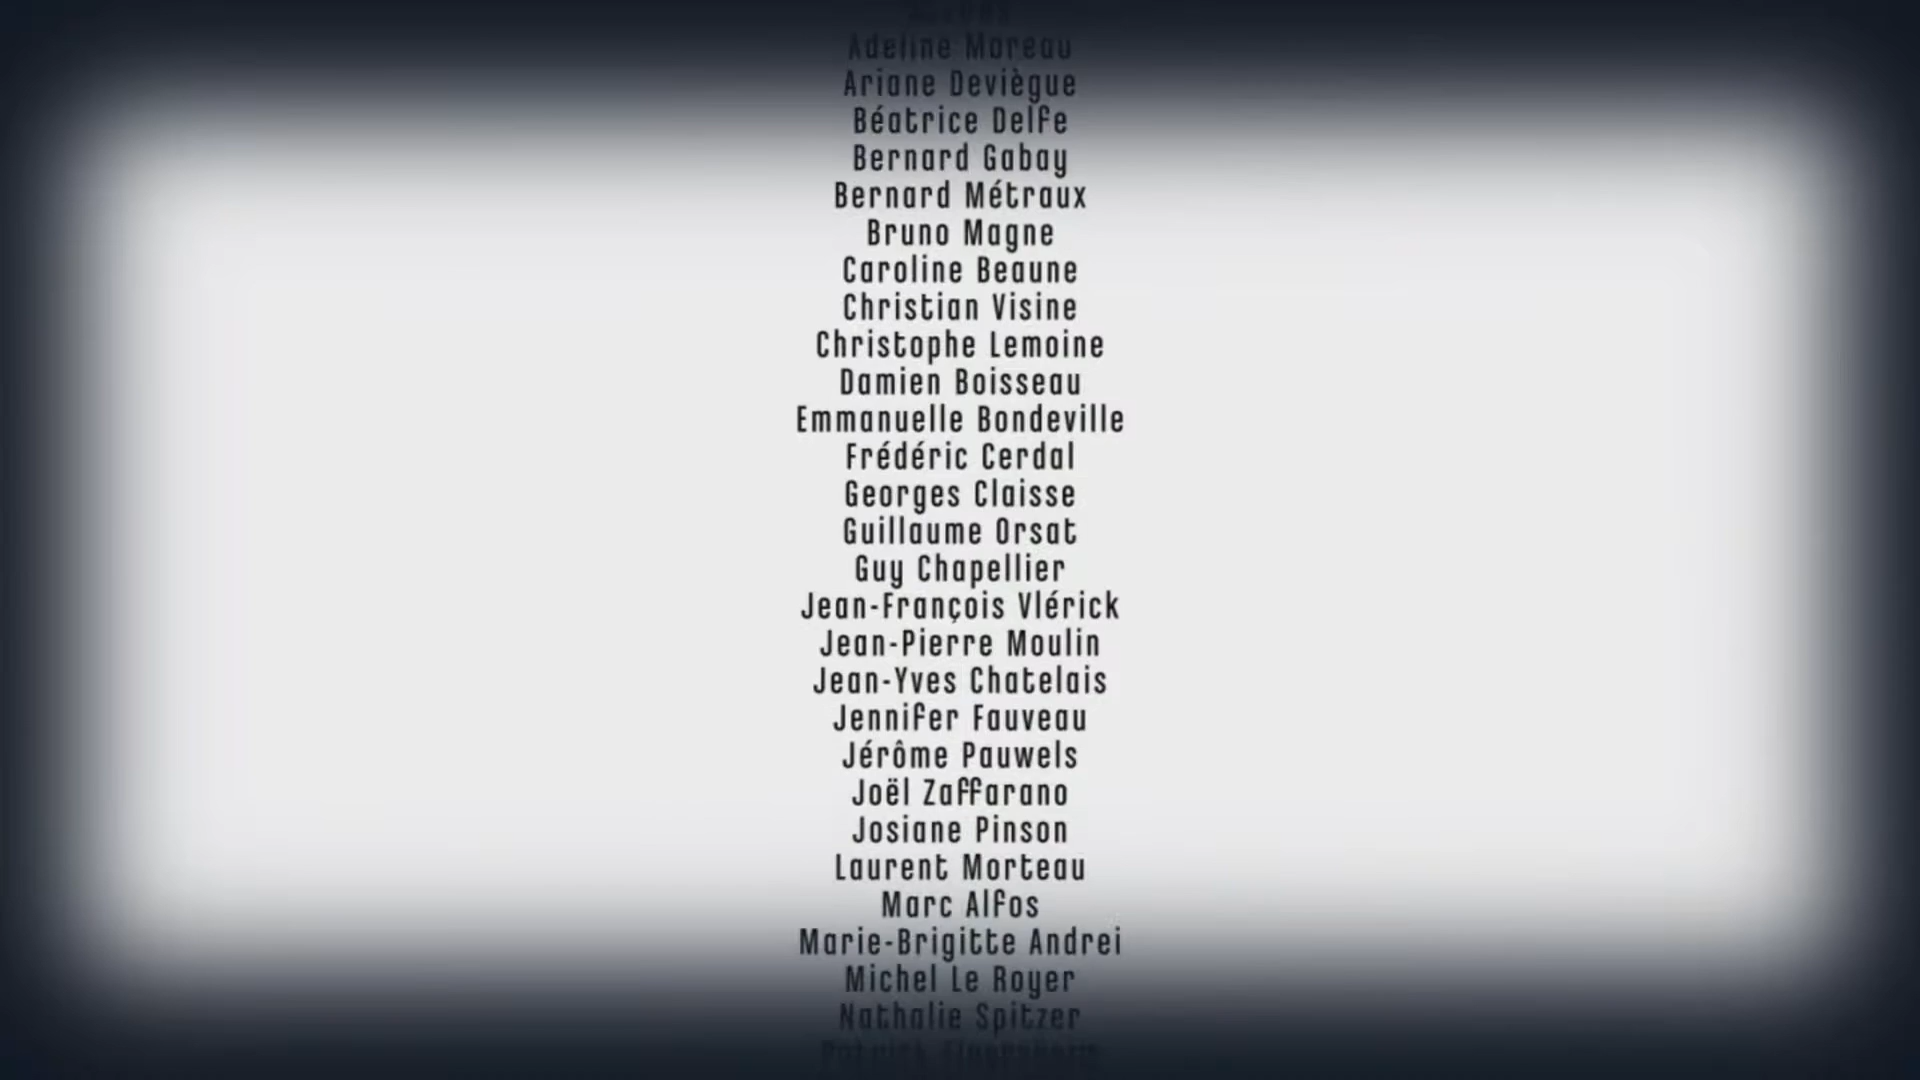 Adeline Moreau
Ariane Deviègue
Béatrice Delfe
Bernard Gabay
Bernard Métraux
Bruno Magne
Caroline Beaune
Christian Visine
Christophe Lemoine
Damien Boisseau
Emmanuelle Bondeville
Frédéric Cerdal
Georges Claisse
Guillaume Orsat
Guy Chapellier
Jean-François Vlérick
Jean-Pierre Moulin
Jean-Yves Chatelais
Jennifer Fauveau
Jérôme Pauwels
Joël Zaffarano
Josiane Pinson
Laurent Morteau
Marc Alfos
Marie-Brigitte Andrei
Michel Le Royer
Nathalie Spitzer
Patrick